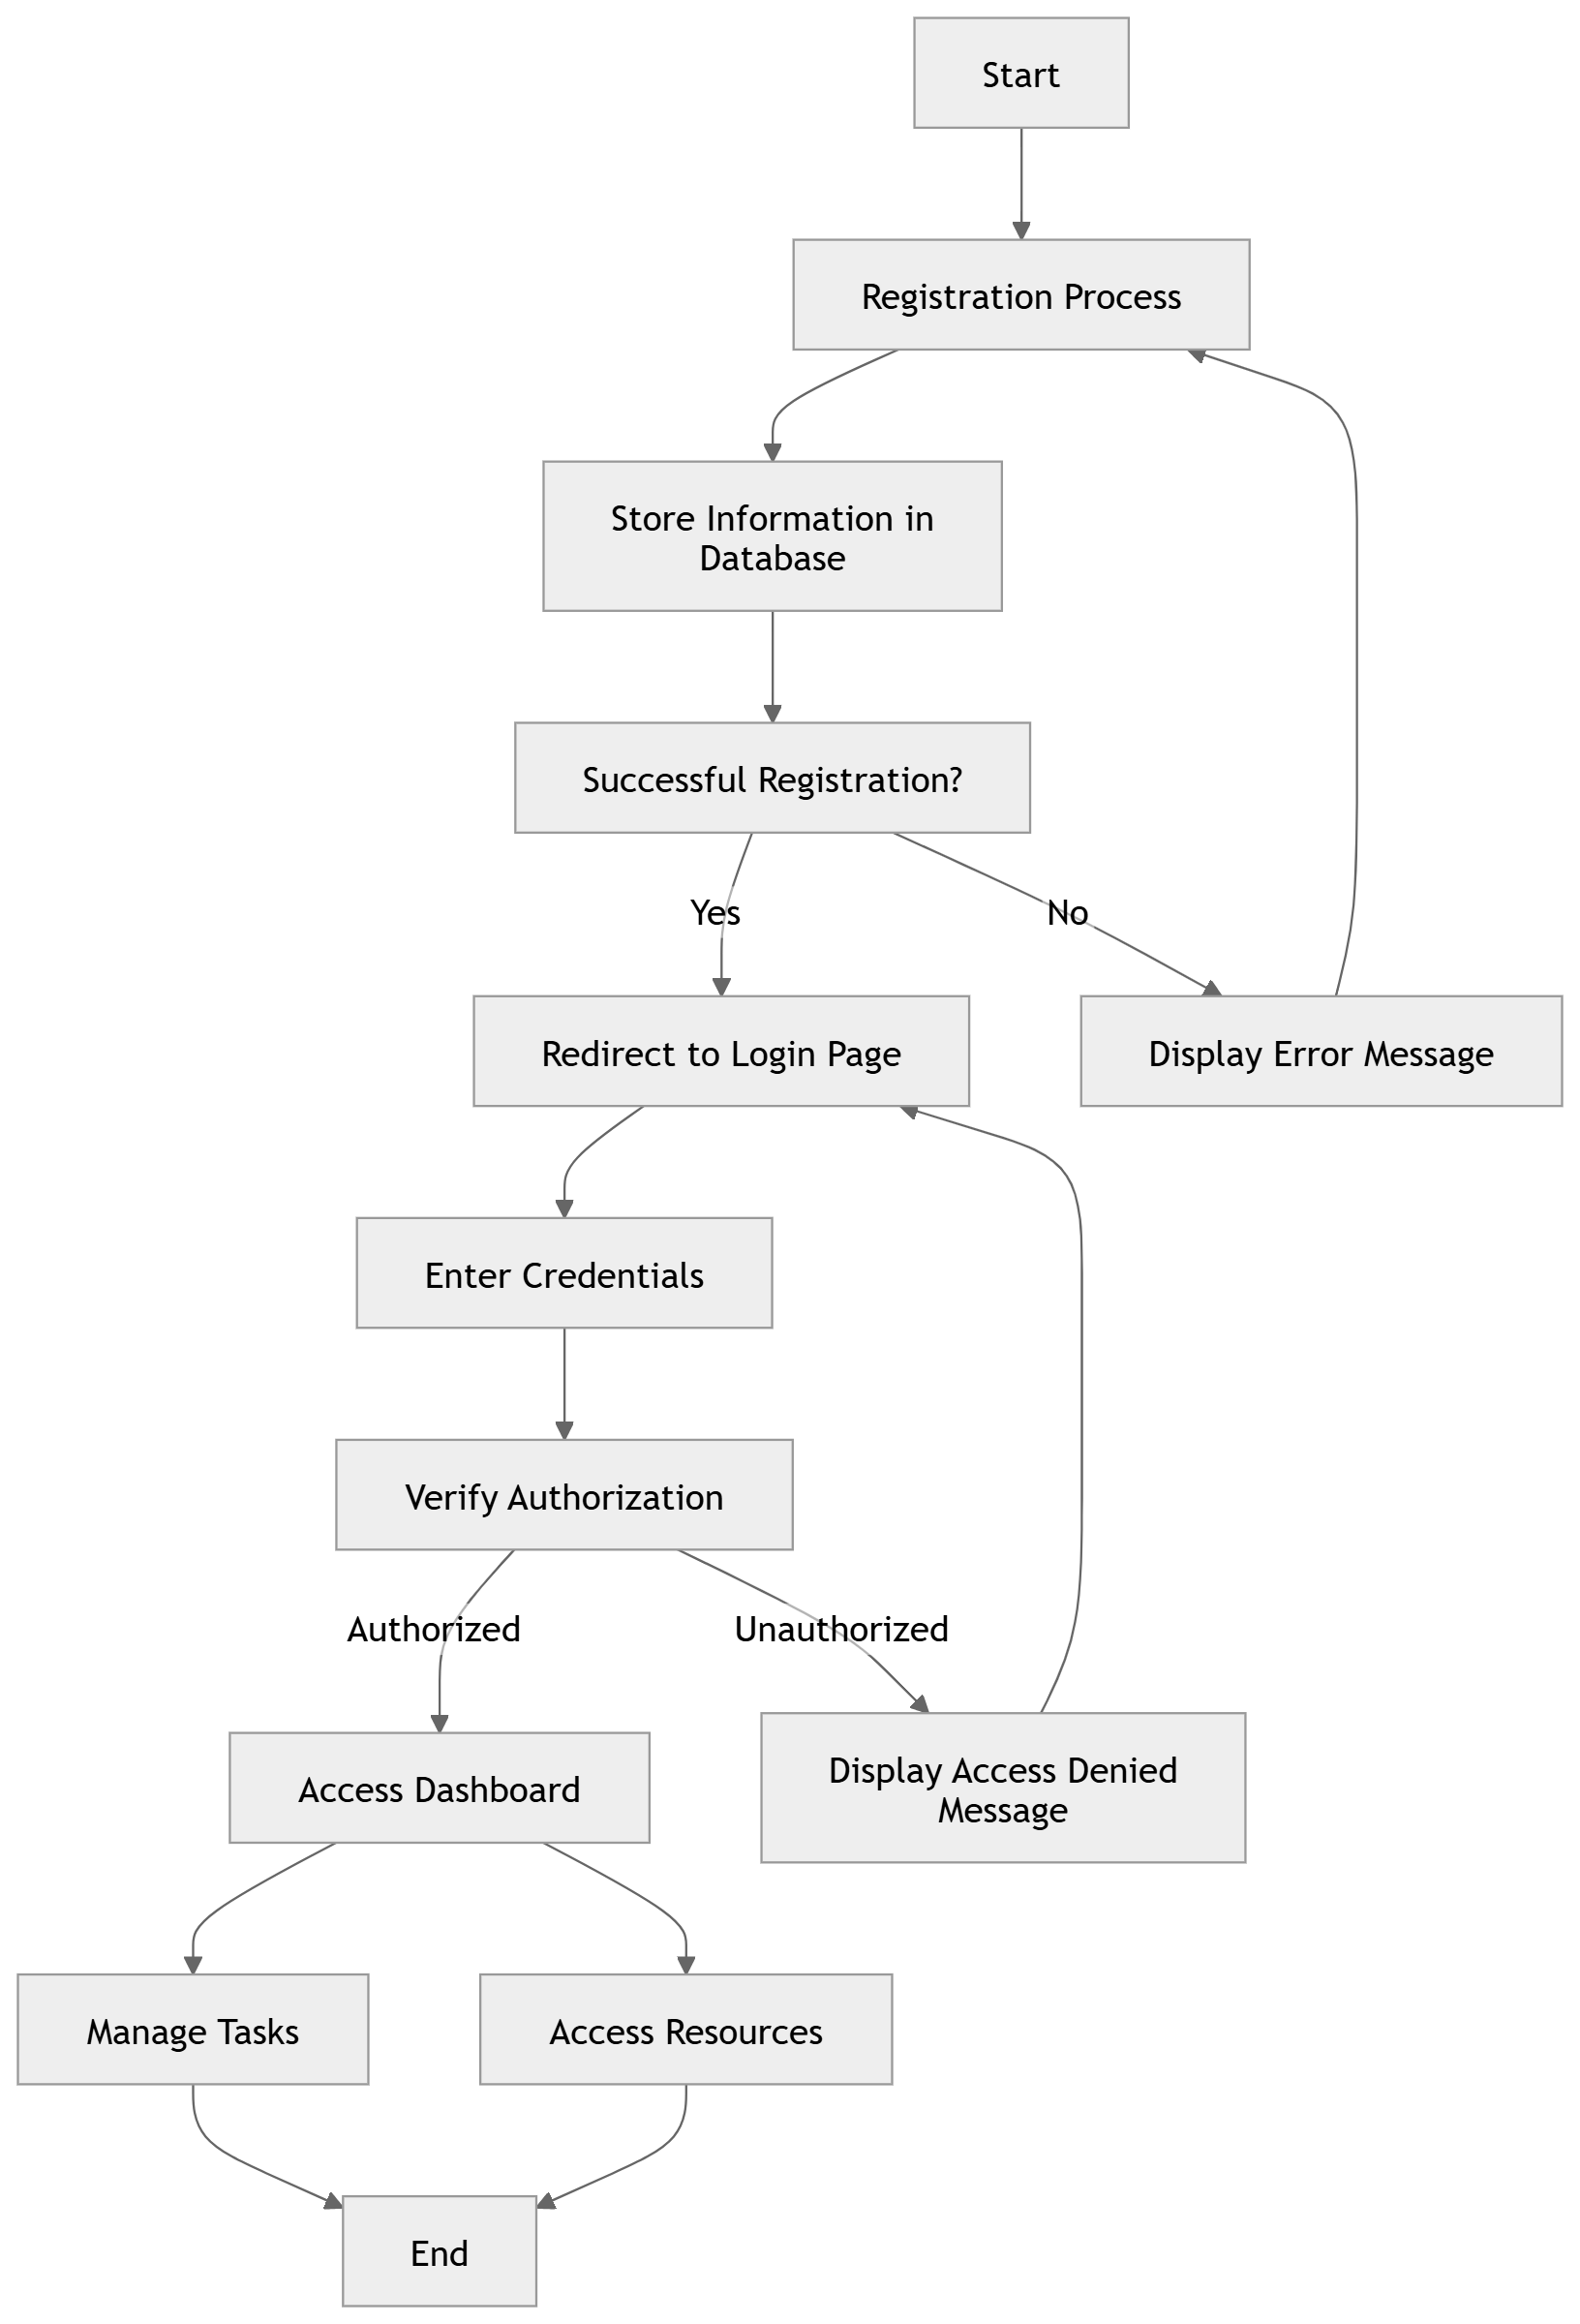 Start
Registration Process
Store Information in
Database
Successful Registration?
Yes
No
Redirect to Login Page
Display Error Message
Enter Credentials
Verify Authorization
Authorized
Unauthorized
Access Dashboard
Display Access Denied
Message
Manage Tasks
Access Resources
End